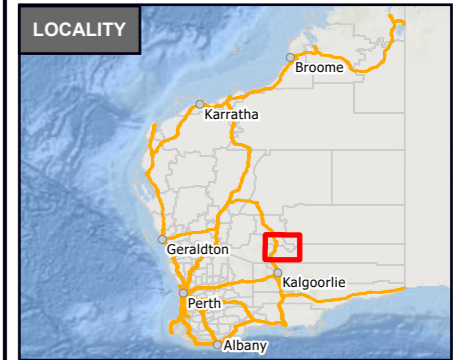 LOCALITY
Broome
Karratha
Geraldton
Kalgoorlie
Perth
Albany